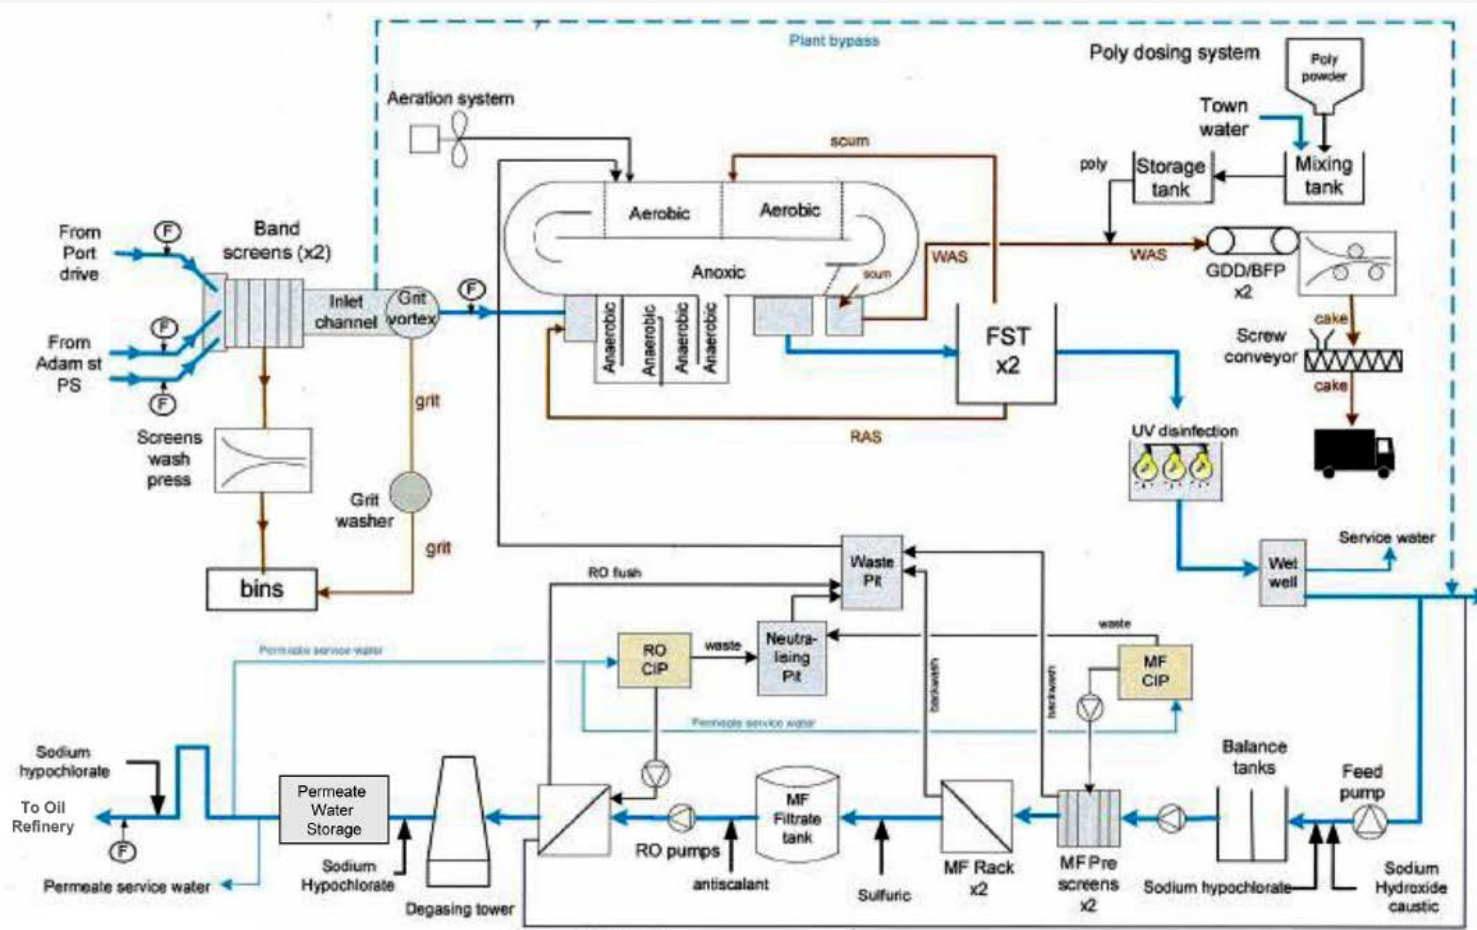 Plant bypass
Poly dosing system
Poly
powder
Aeration system
Town
water
scum
poly
Storage
tank
Mixing
tank
From
Port
drive
F
Band
screens (x2)
Aerobic
Aerobic
WAS
WAS
GDD/BFP
x2
Anoxic
scum
Inlet
channel
Grit
vortex
F
F
From
Adam st
PS
F
Anaerobic
Anaerobic
Anaerobic
Anaerobic
FST
x2
cake
Screw
conveyor
cake
grit
RAS
Screens
wash
press
UV disinfection
Grit
washer
grit
bins
Waste
Pit
RO flush
Wet
well
Service water
Permeate service water
RO
CIP
waste
Neutra-
lising
Pit
waste
MF
CIP
backwash
backwash
Permeate service water
Sodium
hypochlorite
To Oil
Refinery
F
Permeate service water
Permeate
Water
Storage
Sodium
Hypochlorite
Degasing tower
RO pumps
antiscalant
MF
Filtrate
tank
Sulfuric
MF Rack
x2
MF Pre
screens
x2
Balance
tanks
Feed
pump
Sodium hypochlorite
Sodium
Hydroxide
caustic